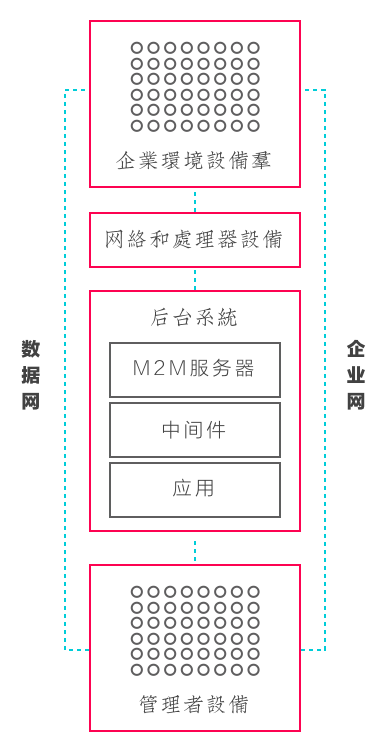 企業環境設備羣
网絡和處理器設備
后台系統
M2M服务器
中间件
应用
管理者設備
数据网
企业网